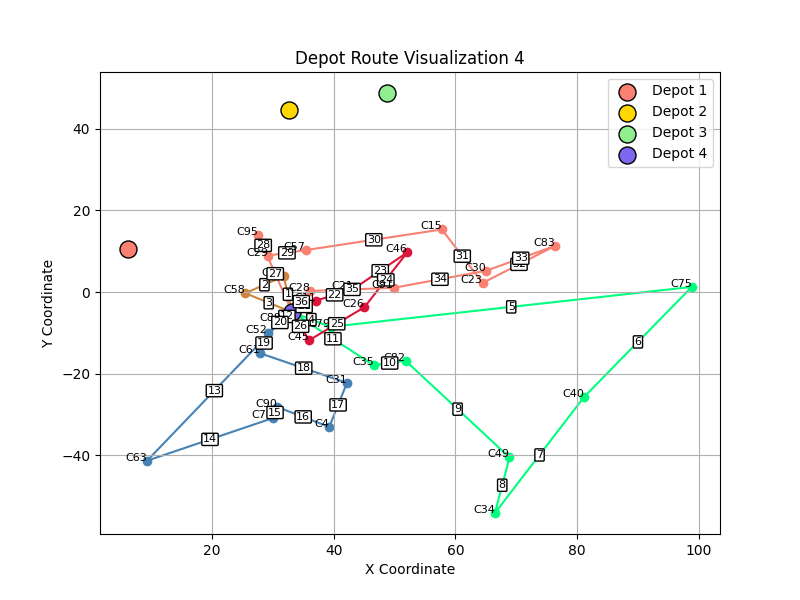 Depot Route Visualization 4
Depot 1
Depot 2
Depot 3
Depot 4
Y Coordinate
X Coordinate
40
20
0
−20
−40
20
40
60
80
100
C95
28
C29
29
C57
30
C15
31
C30
C23
33
C83
C46
23
24
34
35
22
C26
27
2
C58
3
1
C28
36
C75
5
6
C40
7
C34
8
C49
9
C82
10
C35
11
25
26
C45
12
20
C52
19
C61
18
C31
17
C4
16
C90
15
C7
14
C63
13